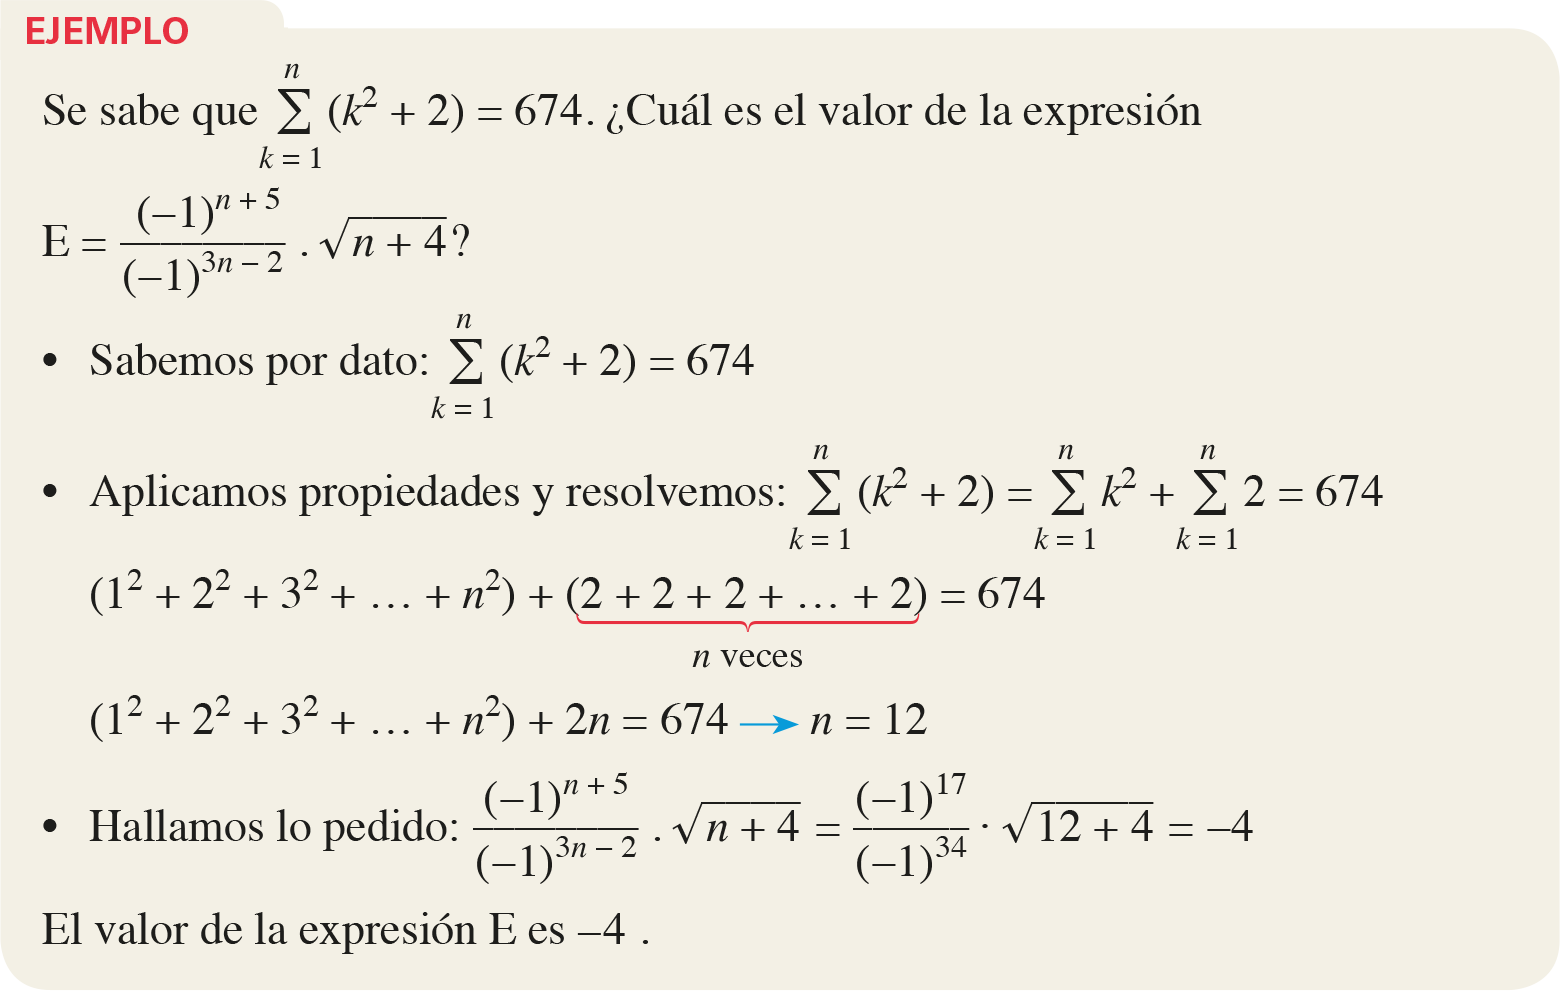 EJEMPLO
Se sabe que $\sum_{k=1}^{n} (k^2 + 2) = 674$. ¿Cuál es el valor de la expresión
$E = \frac{(–1)^{n+5}}{(–1)^{3n–2}} . \sqrt{n+4}$?
• Sabemos por dato: $\sum_{k=1}^{n} (k^2 + 2) = 674$
• Aplicamos propiedades y resolvemos: $\sum_{k=1}^{n} (k^2 + 2) = \sum_{k=1}^{n} k^2 + \sum_{k=1}^{n} 2 = 674$
$(1^2 + 2^2 + 3^2 + … + n^2) + (2 + 2 + 2 + … + 2) = 674$
n veces
$(1^2 + 2^2 + 3^2 + … + n^2) + 2n = 674 → n = 12$
• Hallamos lo pedido: $\frac{(–1)^{n+5}}{(–1)^{3n–2}} . \sqrt{n+4} = \frac{(–1)^{17}}{(–1)^{34}} · \sqrt{12+4} = –4$
El valor de la expresión E es –4 .